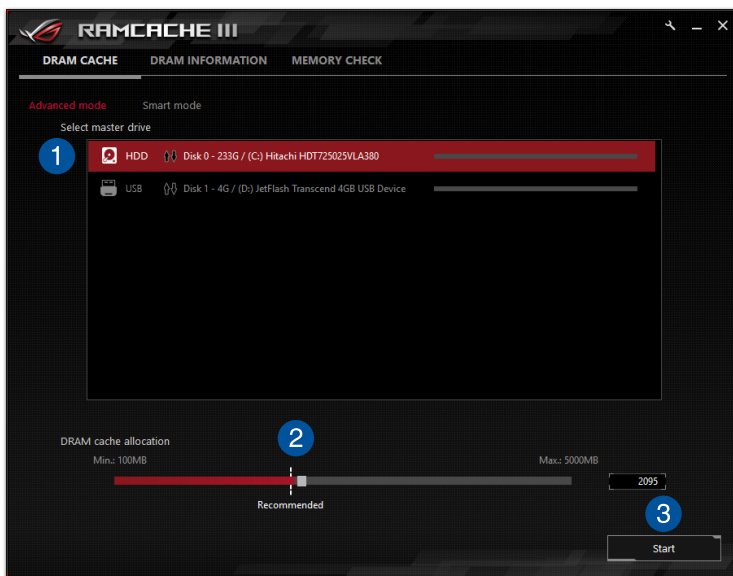 RAMCACHE III
DRAM CACHE DRAM INFORMATION MEMORY CHECK
Advanced mode Smart mode
Select master drive
1
HDD Disk 0 - 233G / (C:) Hitachi HDT725025VLA380
USB Disk 1 - 4G / (D:) JetFlash Transcend 4GB USB Device
2
DRAM cache allocation
Min.: 100MB Max.: 5000MB
2095
Recommended
3
Start